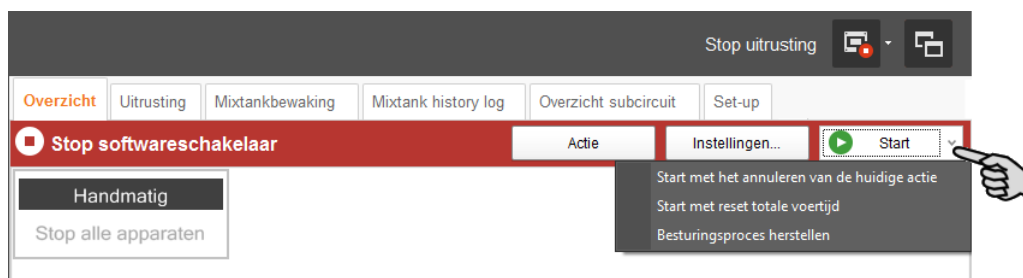 Stop uitrusting
Overzicht Uitrusting Mixtankbewaking Mixtank history log Overzicht subcircuit Set-up
Stop softwareschakelaar Actie Instellingen... Start
Start met het annuleren van de huidige actie
Handmatig Start met reset totale voertijd
Stop alle apparaten Besturingsproces herstellen